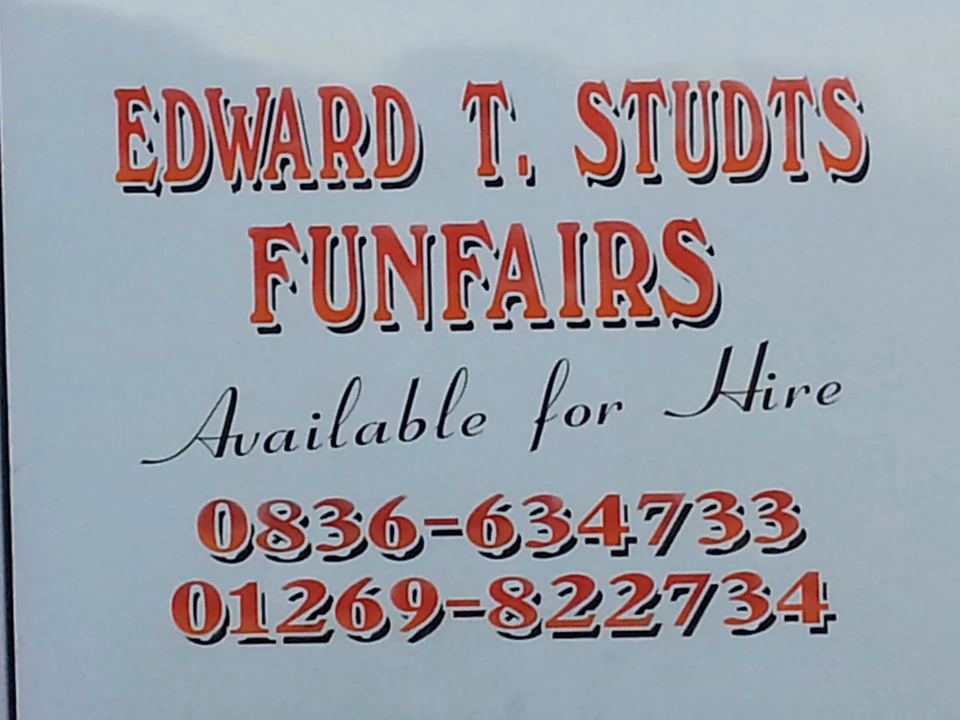 EDWARD T. STUDTS
FUNFAIRS
Available for Hire
0836-634733
01269-822734